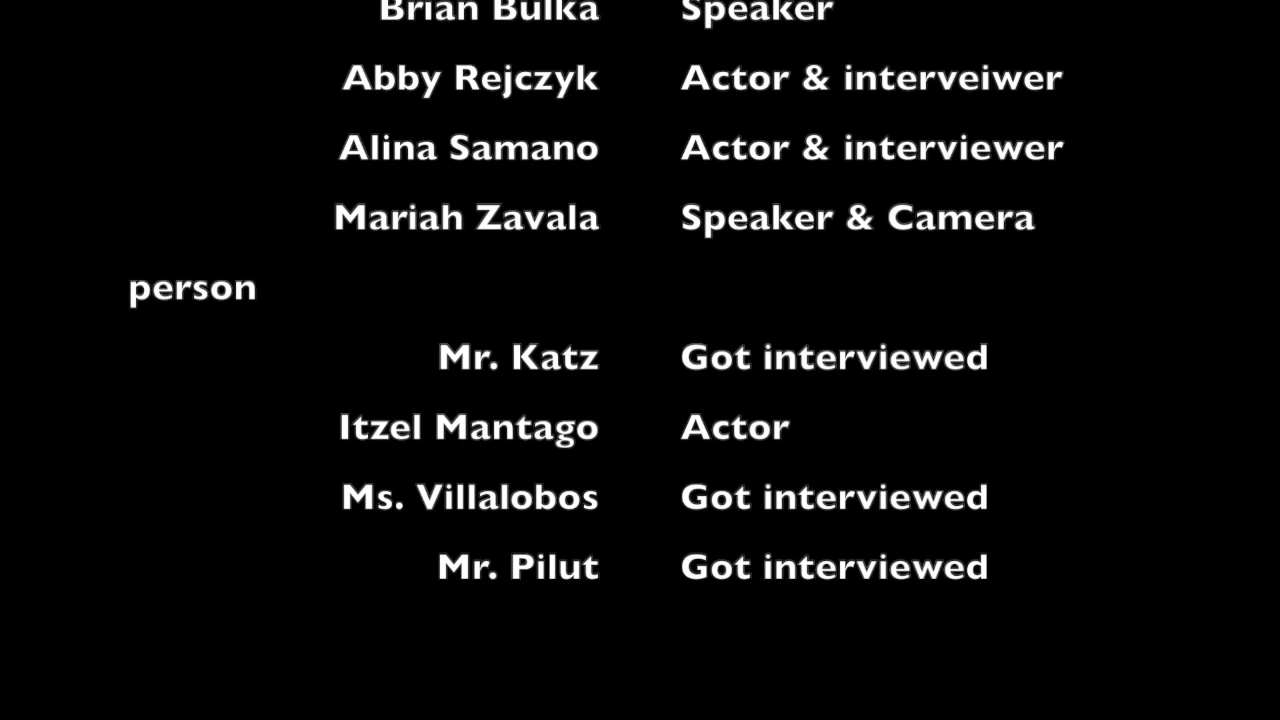 Brian Bulka Speaker
Abby Rejczyk Actor & interveiwer
Alina Samano Actor & interviewer
Mariah Zavala Speaker & Camera
person
Mr. Katz Got interviewed
Itzel Mantago Actor
Ms. Villalobos Got interviewed
Mr. Pilut Got interviewed